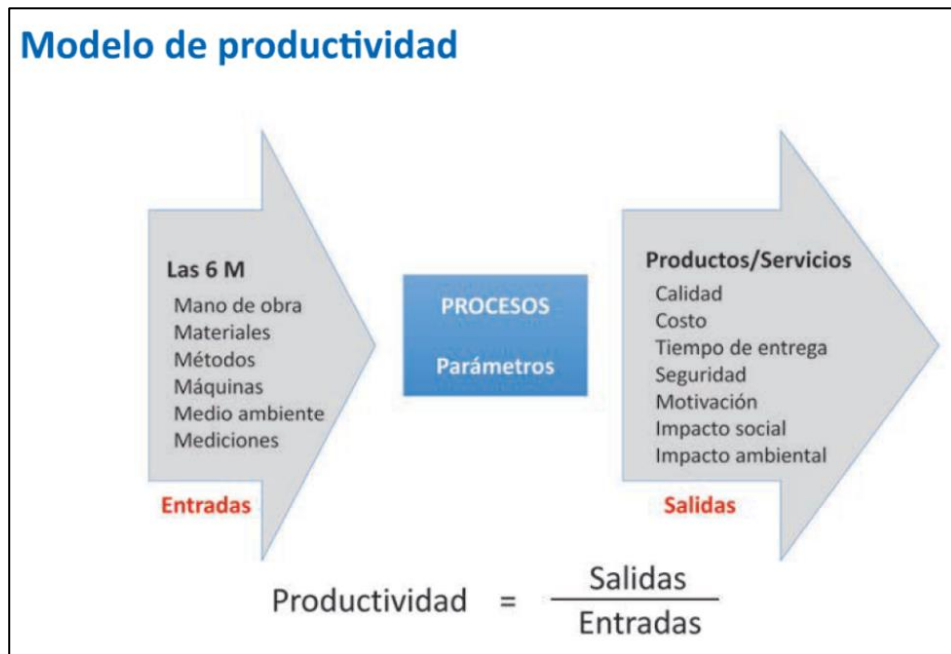 Modelo de productividad
Las 6 M
Mano de obra
Materiales
Métodos
Máquinas
Medio ambiente
Mediciones
Entradas
PROCESOS
Parámetros
Productos/Servicios
Calidad
Costo
Tiempo de entrega
Seguridad
Motivación
Impacto social
Impacto ambiental
Salidas
Productividad = Salidas
Entradas